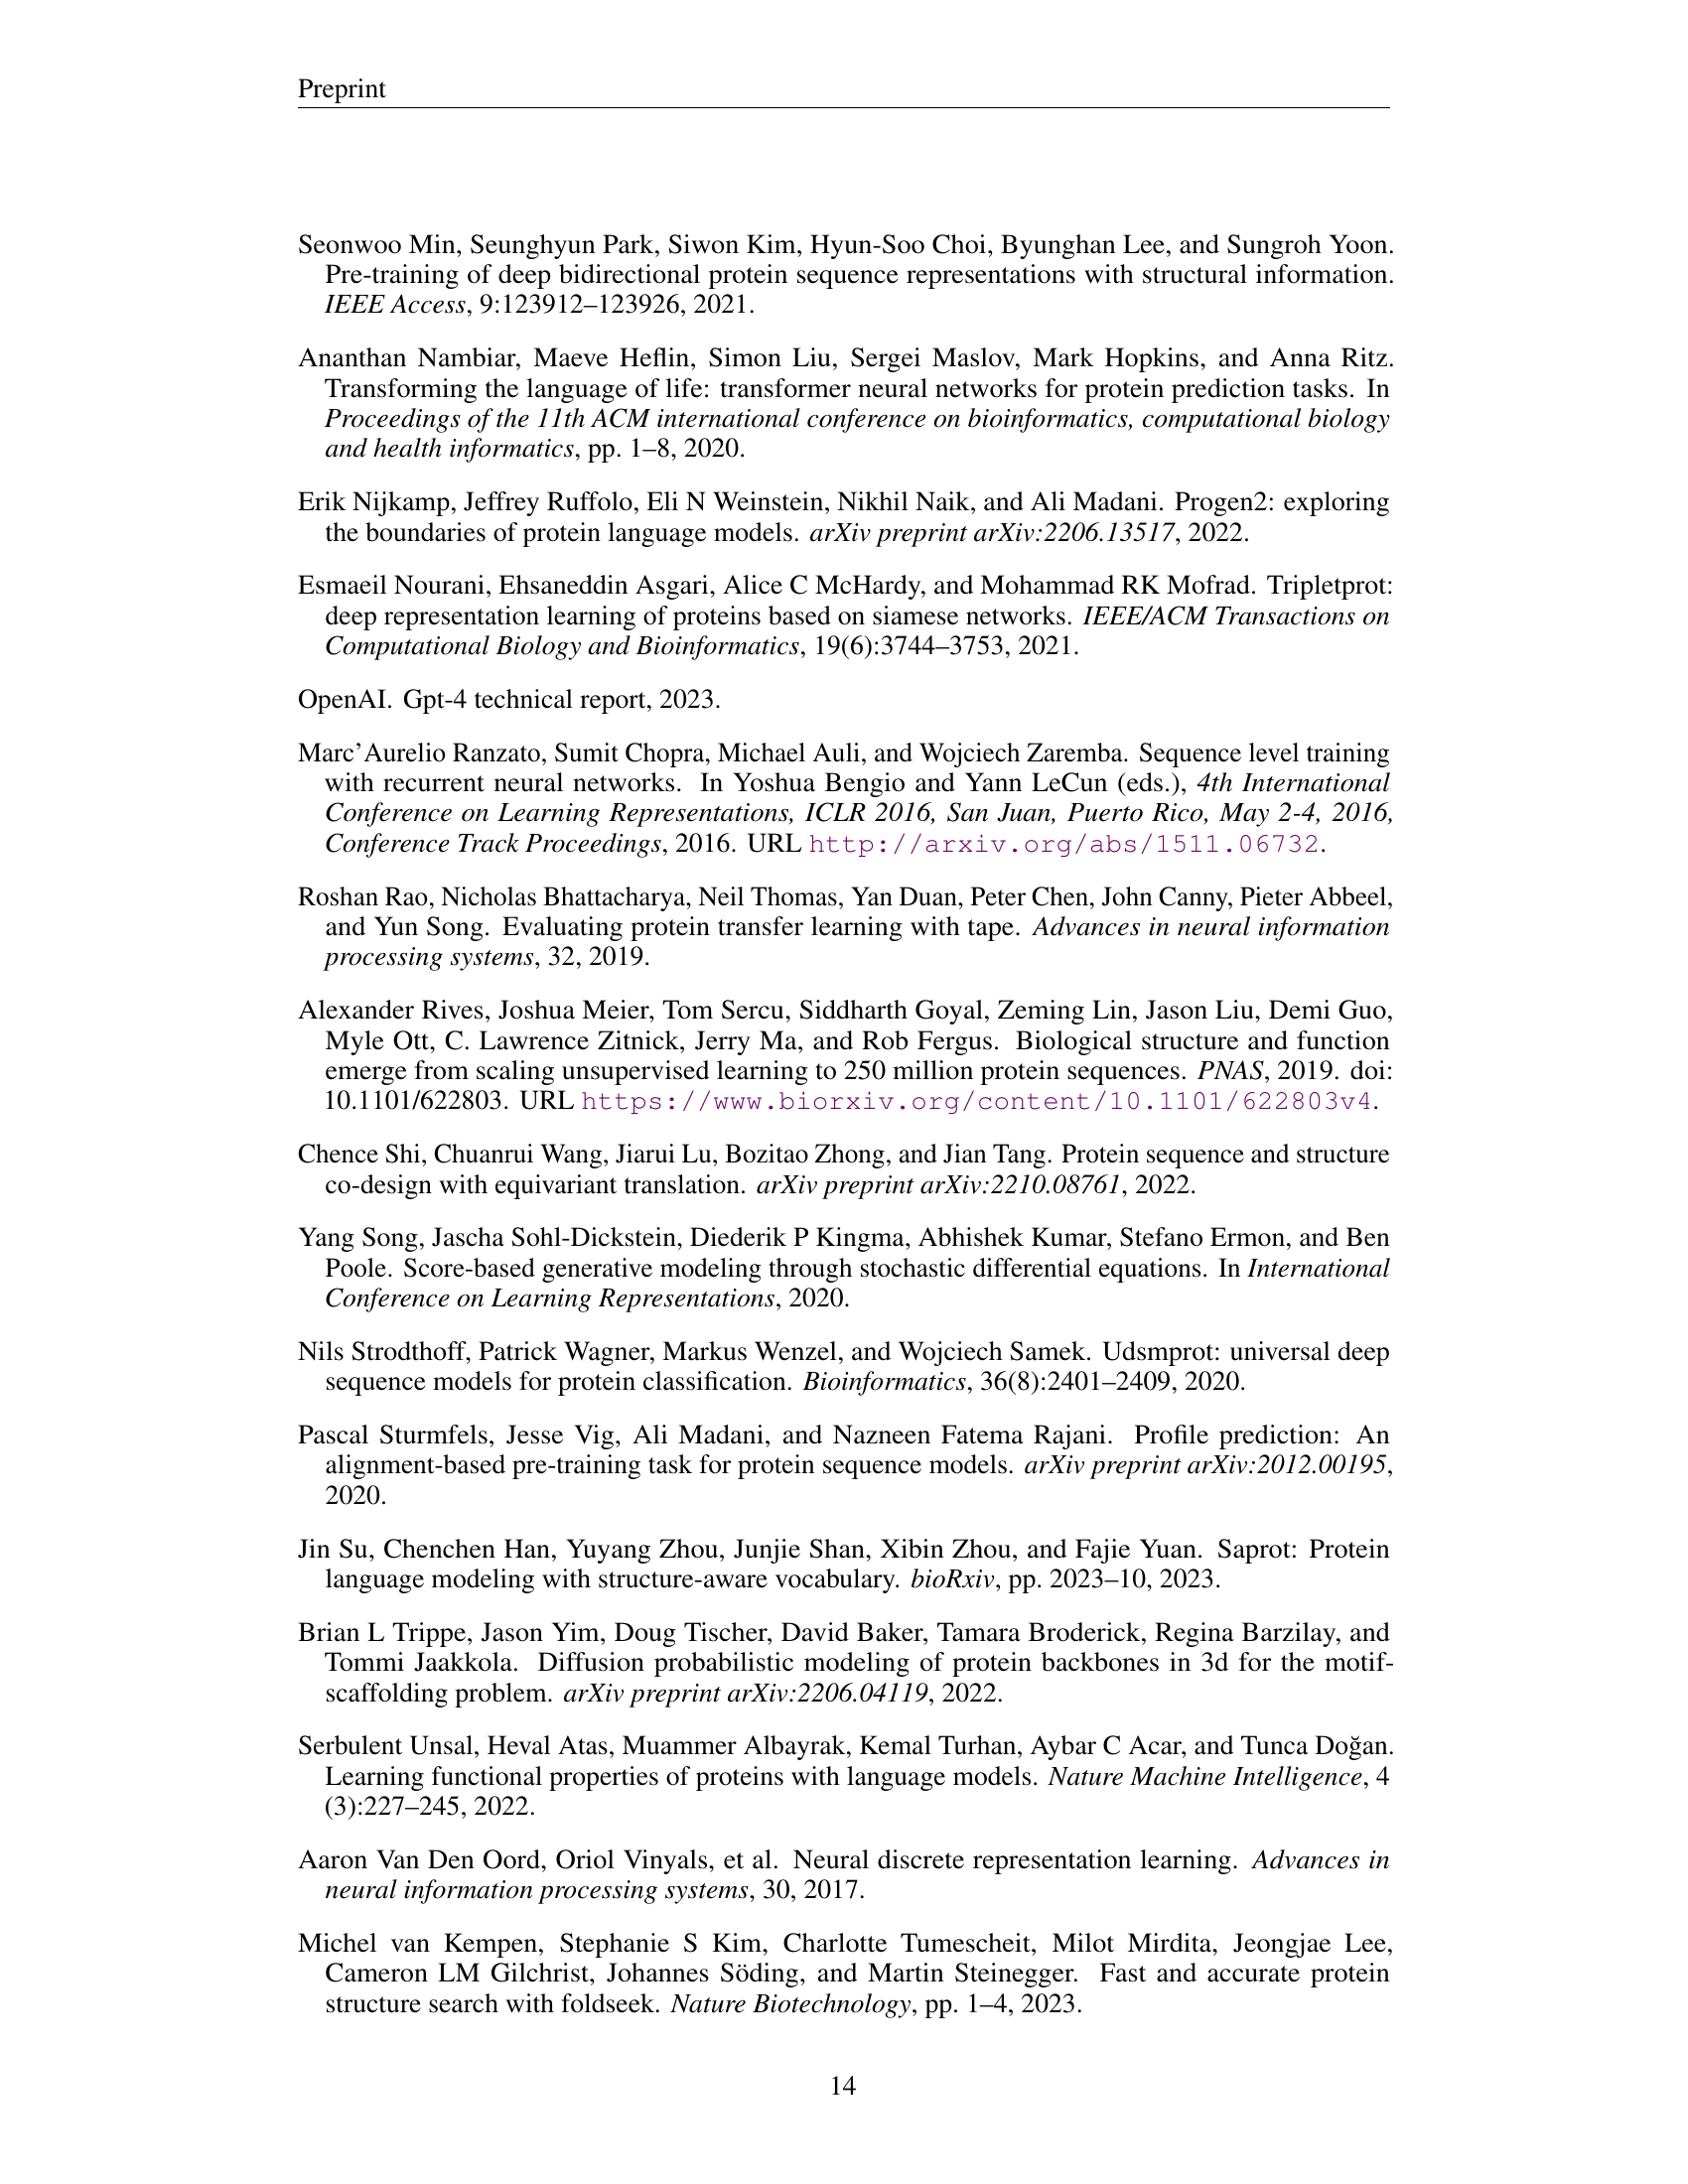 Preprint
Seonwoo Min, Seunghyun Park, Siwon Kim, Hyun-Soo Choi, Byunghan Lee, and Sungroh Yoon.
Pre-training of deep bidirectional protein sequence representations with structural information.
IEEE Access, 9:123912–123926, 2021.
Ananthan Nambiar, Maeve Heflin, Simon Liu, Sergei Maslov, Mark Hopkins, and Anna Ritz.
Transforming the language of life: transformer neural networks for protein prediction tasks. In
Proceedings of the 11th ACM international conference on bioinformatics, computational biology
and health informatics, pp. 1–8, 2020.
Erik Nijkamp, Jeffrey Ruffolo, Eli N Weinstein, Nikhil Naik, and Ali Madani. Progen2: exploring
the boundaries of protein language models. arXiv preprint arXiv:2206.13517, 2022.
Esmaeil Nourani, Ehsaneddin Asgari, Alice C McHardy, and Mohammad RK Mofrad. Tripletprot:
deep representation learning of proteins based on siamese networks. IEEE/ACM Transactions on
Computational Biology and Bioinformatics, 19(6):3744–3753, 2021.
OpenAI. Gpt-4 technical report, 2023.
Marc'Aurelio Ranzato, Sumit Chopra, Michael Auli, and Wojciech Zaremba. Sequence level training
with recurrent neural networks. In Yoshua Bengio and Yann LeCun (eds.), 4th International
Conference on Learning Representations, ICLR 2016, San Juan, Puerto Rico, May 2-4, 2016,
Conference Track Proceedings, 2016. URL http://arxiv.org/abs/1511.06732.
Roshan Rao, Nicholas Bhattacharya, Neil Thomas, Yan Duan, Peter Chen, John Canny, Pieter Abbeel,
and Yun Song. Evaluating protein transfer learning with tape. Advances in neural information
processing systems, 32, 2019.
Alexander Rives, Joshua Meier, Tom Sercu, Siddharth Goyal, Zeming Lin, Jason Liu, Demi Guo,
Myle Ott, C. Lawrence Zitnick, Jerry Ma, and Rob Fergus. Biological structure and function
emerge from scaling unsupervised learning to 250 million protein sequences. PNAS, 2019. doi:
10.1101/622803. URL https://www.biorxiv.org/content/10.1101/622803v4.
Chence Shi, Chuanrui Wang, Jiarui Lu, Bozitao Zhong, and Jian Tang. Protein sequence and structure
co-design with equivariant translation. arXiv preprint arXiv:2210.08761, 2022.
Yang Song, Jascha Sohl-Dickstein, Diederik P Kingma, Abhishek Kumar, Stefano Ermon, and Ben
Poole. Score-based generative modeling through stochastic differential equations. In International
Conference on Learning Representations, 2020.
Nils Strodthoff, Patrick Wagner, Markus Wenzel, and Wojciech Samek. Udsmprot: universal deep
sequence models for protein classification. Bioinformatics, 36(8):2401–2409, 2020.
Pascal Sturmfels, Jesse Vig, Ali Madani, and Nazneen Fatema Rajani. Profile prediction: An
alignment-based pre-training task for protein sequence models. arXiv preprint arXiv:2012.00195,
2020.
Jin Su, Chenchen Han, Yuyang Zhou, Junjie Shan, Xibin Zhou, and Fajie Yuan. Saprot: Protein
language modeling with structure-aware vocabulary. bioRxiv, pp. 2023–10, 2023.
Brian L Trippe, Jason Yim, Doug Tischer, David Baker, Tamara Broderick, Regina Barzilay, and
Tommi Jaakkola. Diffusion probabilistic modeling of protein backbones in 3d for the motif-
scaffolding problem. arXiv preprint arXiv:2206.04119, 2022.
Serbulent Unsal, Heval Atas, Muammer Albayrak, Kemal Turhan, Aybar C Acar, and Tunca Doğan.
Learning functional properties of proteins with language models. Nature Machine Intelligence, 4
(3):227–245, 2022.
Aaron Van Den Oord, Oriol Vinyals, et al. Neural discrete representation learning. Advances in
neural information processing systems, 30, 2017.
Michel van Kempen, Stephanie S Kim, Charlotte Tumescheit, Milot Mirdita, Jeongjae Lee,
Cameron LM Gilchrist, Johannes Söding, and Martin Steinegger. Fast and accurate protein
structure search with foldseek. Nature Biotechnology, pp. 1–4, 2023.
14